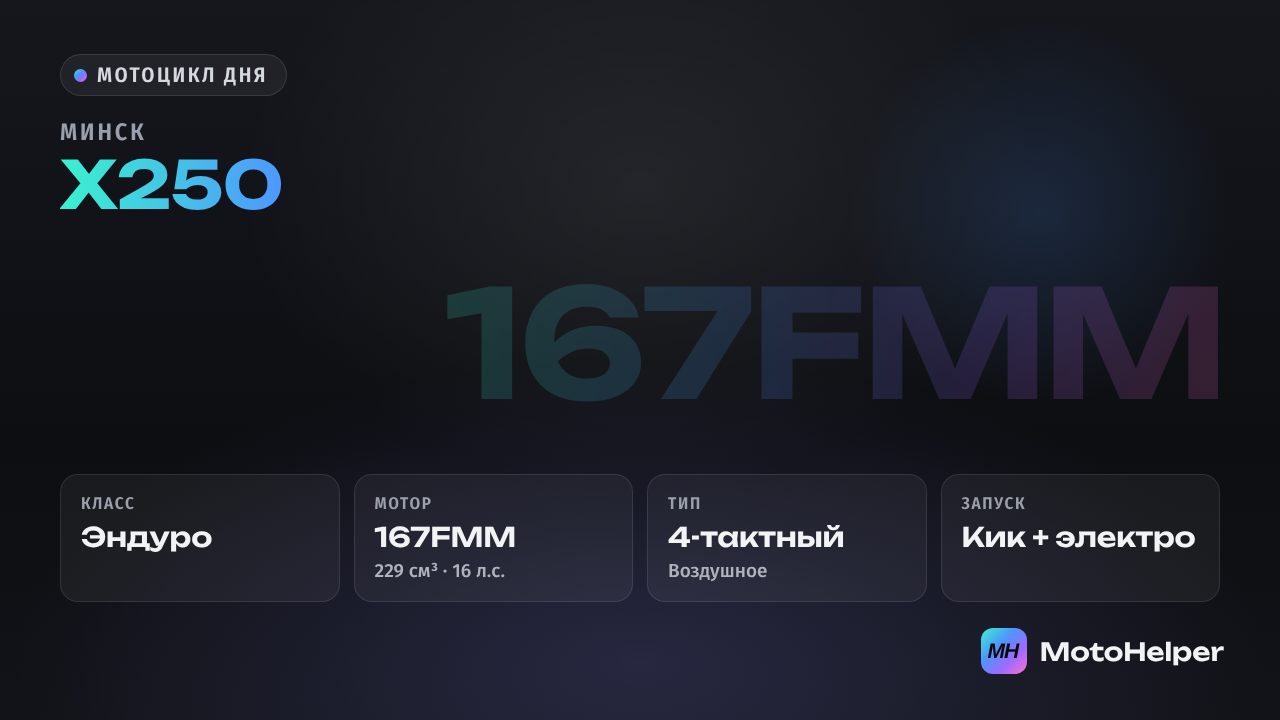 МОТОЦИКЛ ДНЯ
МИНСК
X250
167FMM
КЛАСС
Эндуро
МОТОР
167FMM
229 см³ · 16 л.с.
ТИП
4-тактный
Воздушное
ЗАПУСК
Кик + электро
MH MotoHelper